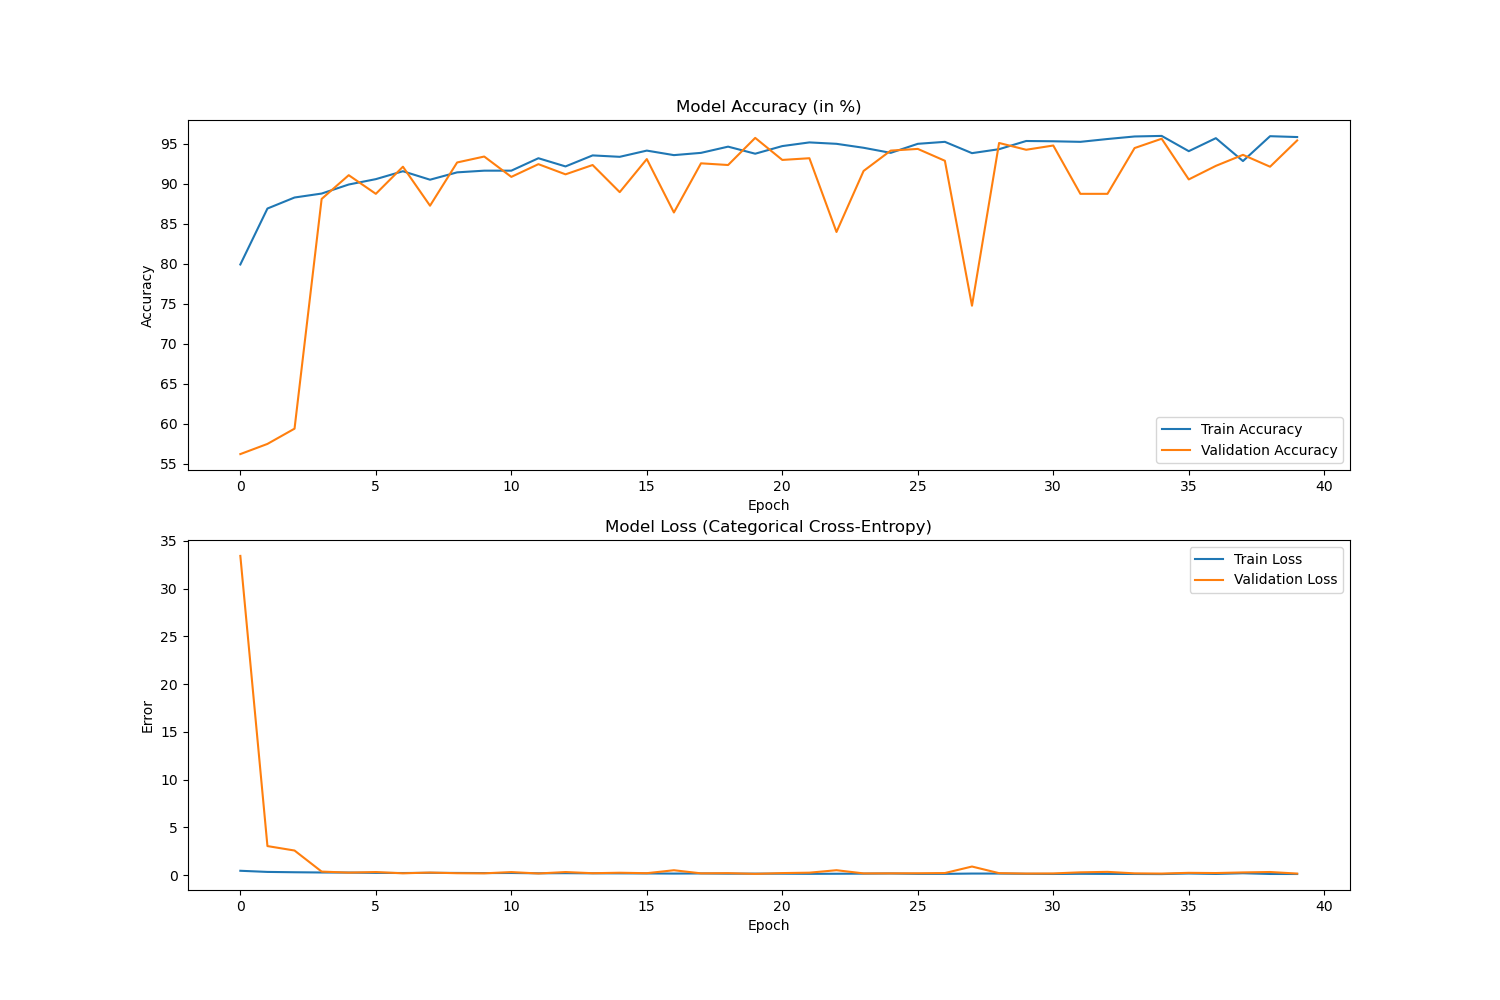 Model Accuracy (in %)
95
90
85
80
75
70
65
60
55
Accuracy
Train Accuracy
Validation Accuracy
0 5 10 15 20 25 30 35 40
Epoch
Model Loss (Categorical Cross-Entropy)
35
30
25
20
15
10
5
0
Error
Train Loss
Validation Loss
0 5 10 15 20 25 30 35 40
Epoch